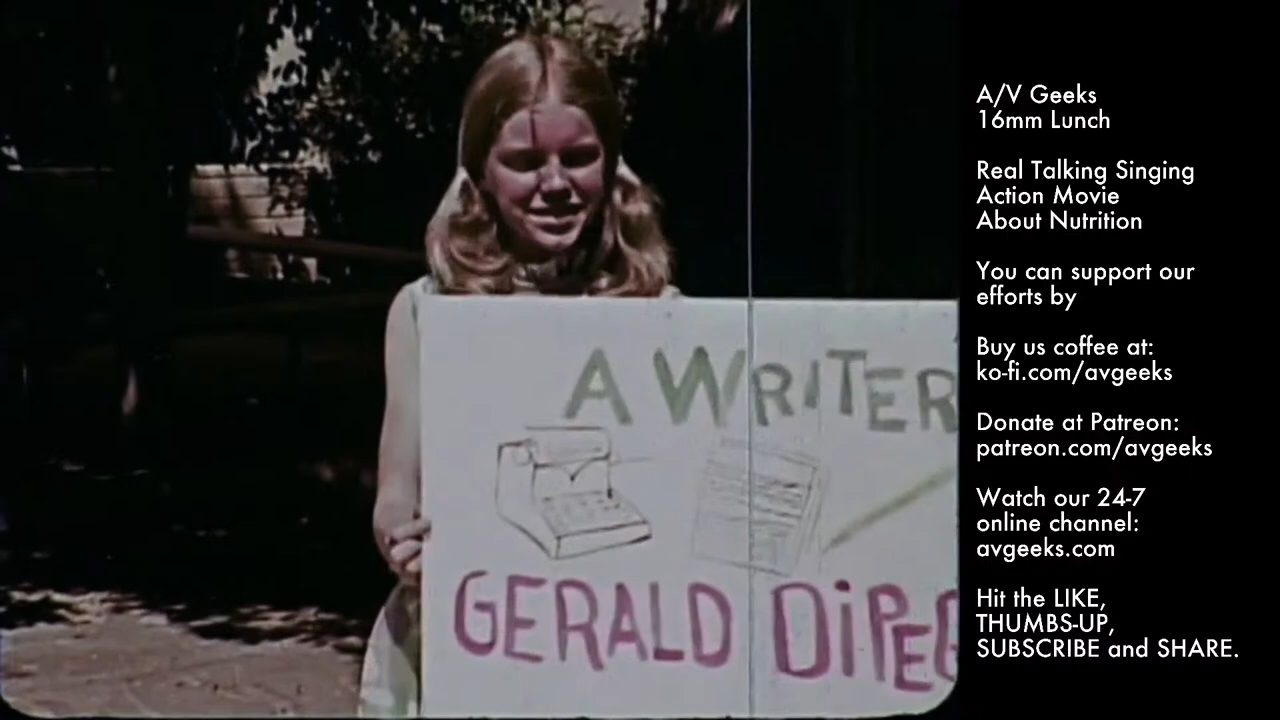 A WRITER
GERALD DiPEG
A/V Geeks
16mm Lunch
Real Talking Singing
Action Movie
About Nutrition
You can support our
efforts by
Buy us coffee at:
ko-fi.com/avgeeks
Donate at Patreon:
patreon.com/avgeeks
Watch our 24-7
online channel:
avgeeks.com
Hit the LIKE,
THUMBS-UP,
SUBSCRIBE and SHARE.